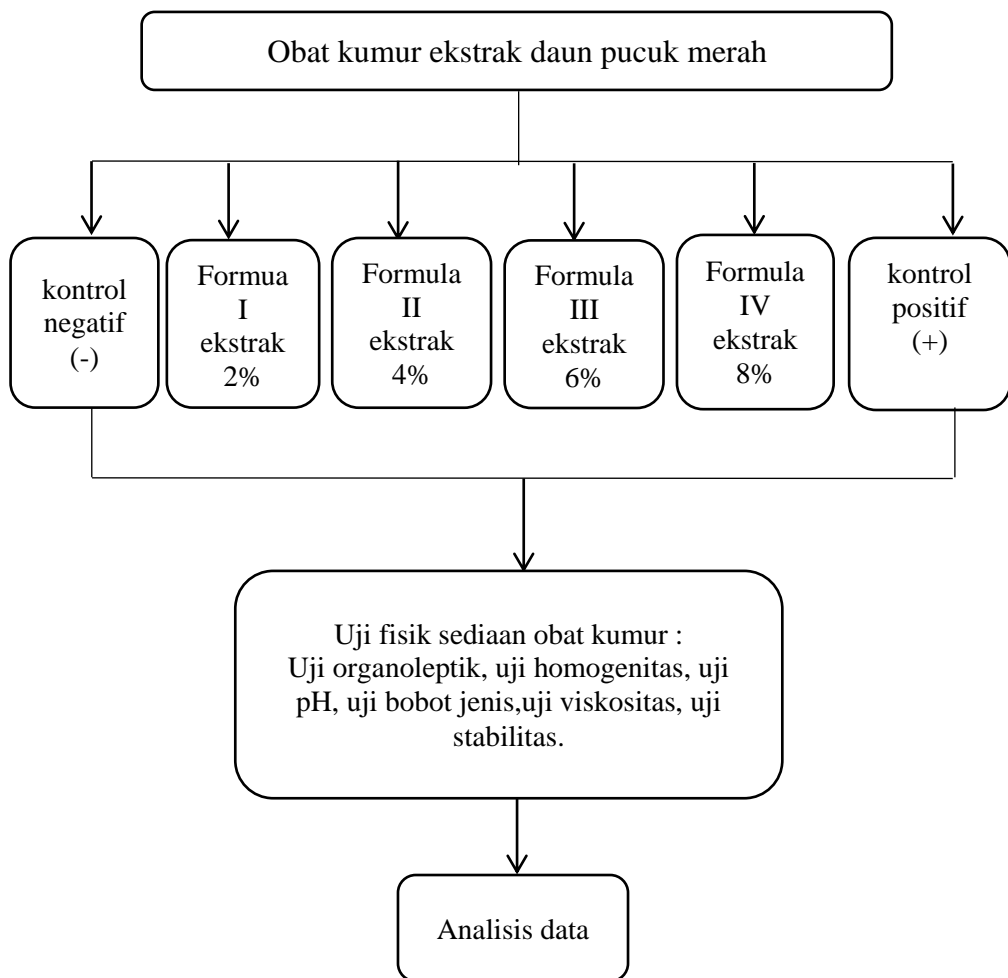 Obat kumur ekstrak daun pucuk merah
kontrol
negatif
(-)
Formua
I
ekstrak
2%
Formula
II
ekstrak
4%
Formula
III
ekstrak
6%
Formula
IV
ekstrak
8%
kontrol
positif
(+)
Uji fisik sediaan obat kumur :
Uji organoleptik, uji homogenitas, uji
pH, uji bobot jenis,uji viskositas, uji
stabilitas.
Analisis data